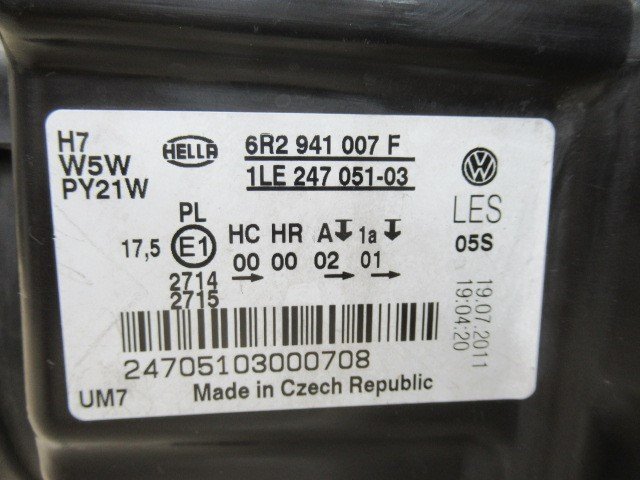 H7
W5W
PY21W
HELLA
6R2 941 007 F
1LE 247 051-03
LES
05S
PL
17,5 E1 HC HR A 1a
00 00 02 01
2714
2715
19.07.2011
19:04:20
24705103000708
UM7 Made in Czech Republic